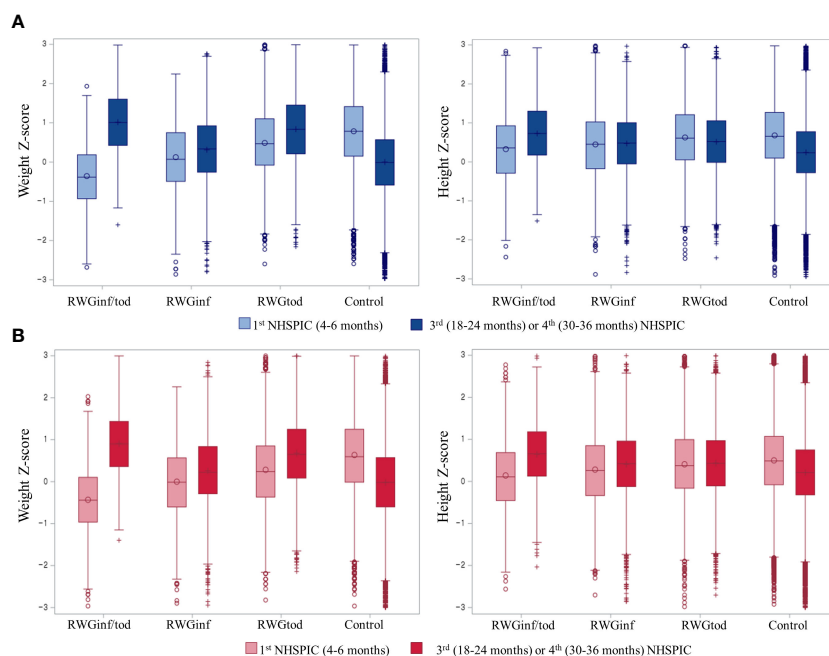 A
Weight Z-score
3
2
1
0
−1
−2
−3
RWGinf/tod RWGinf RWGtod Control
Height Z-score
3
2
1
0
−1
−2
−3
RWGinf/tod RWGinf RWGtod Control
1st NHSPIC (4-6 months) 3rd (18-24 months) or 4th (30-36 months) NHSPIC
B
Weight Z-score
3
2
1
0
−1
−2
−3
RWGinf/tod RWGinf RWGtod Control
Height Z-score
3
2
1
0
−1
−2
−3
RWGinf/tod RWGinf RWGtod Control
1st NHSPIC (4-6 months) 3rd (18-24 months) or 4th (30-36 months) NHSPIC